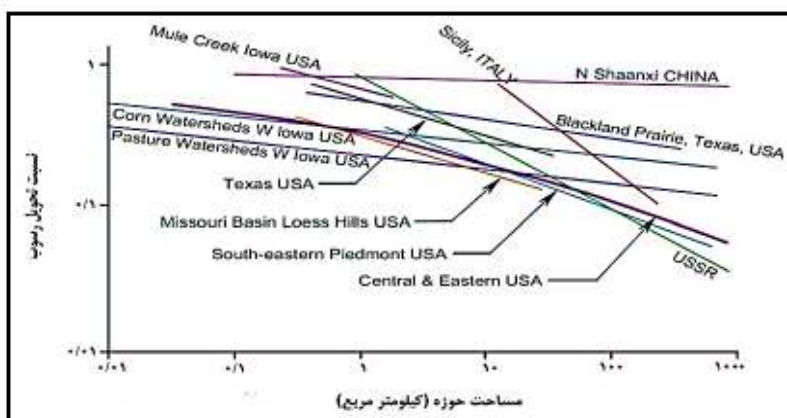 Mule Creek Iowa USA
Sicily, ITALY
N Shaanxi CHINA
Corn Watersheds W Iowa USA
Pasture Watersheds W Iowa USA
Blackland Prairie, Texas, USA
Texas USA
Missouri Basin Loess Hills USA
South-eastern Piedmont USA
Central & Eastern USA
USSR
نسبت تحویل رسوب
۱
۰/۱
۰/۰۱
۰/۰۱
۰/۱
۱
۱۰
۱۰۰
۱۰۰۰
مساحت حوزه (کیلومتر مربع)